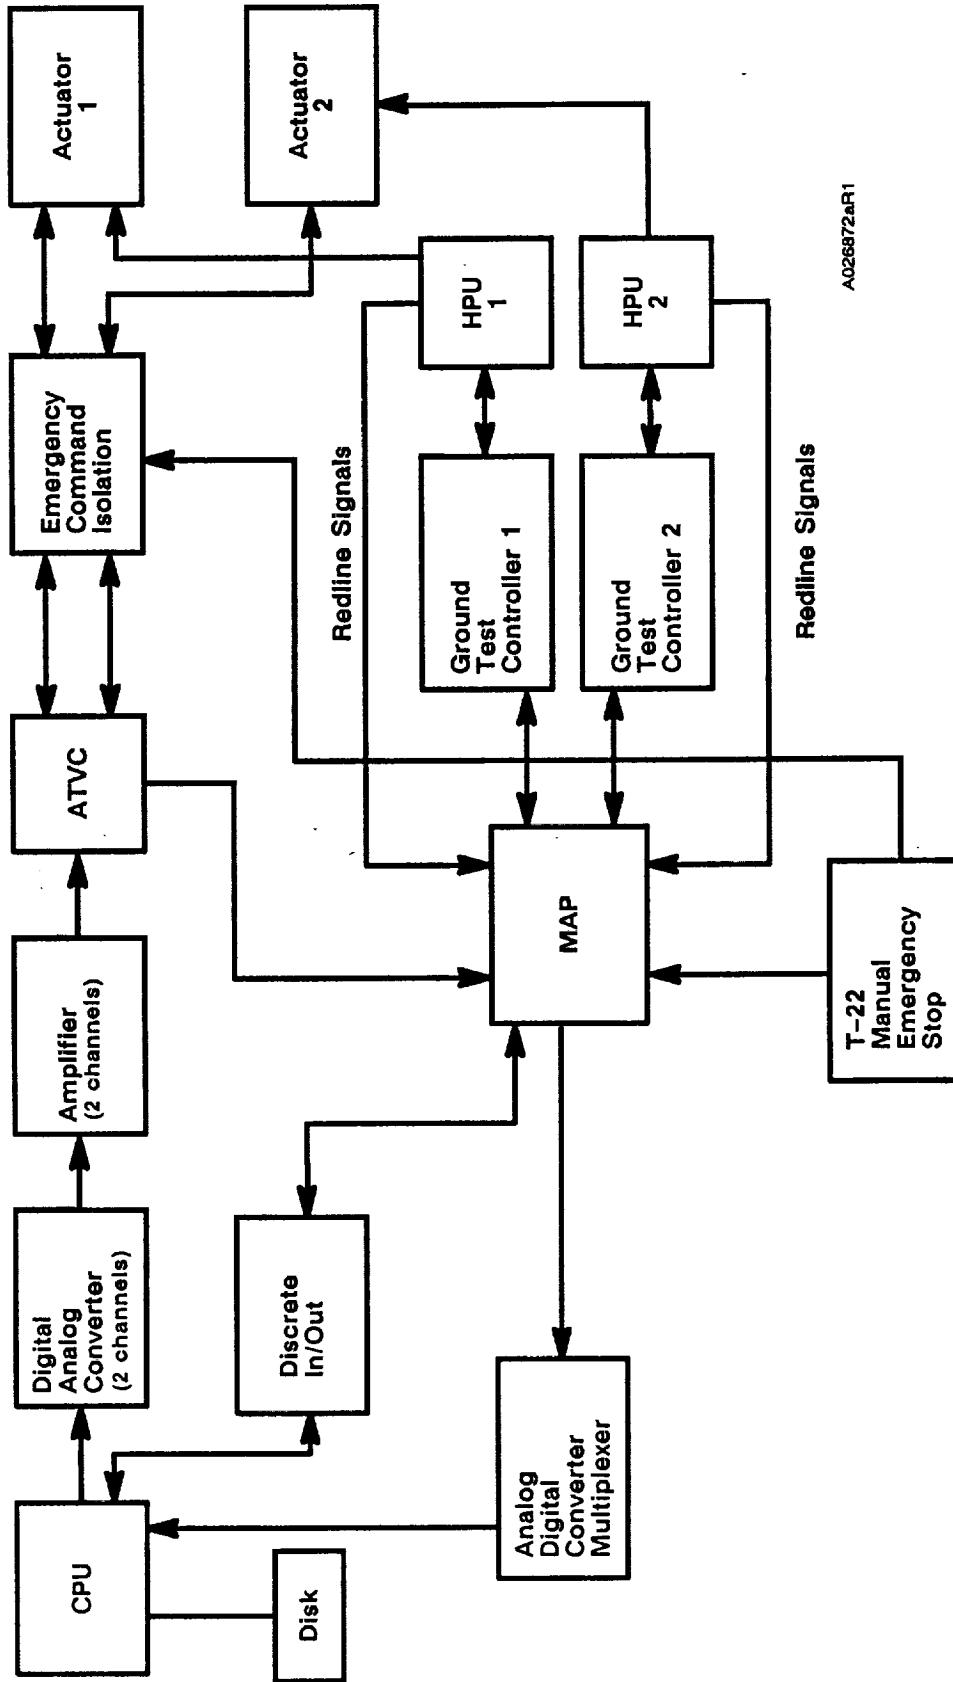 CPU
Disk
Digital
Analog
Converter
(2 channels)
Amplifier
(2 channels)
ATVC
Emergency
Command
Isolation
Actuator
1
Actuator
2
Discrete
In/Out
Analog
Digital
Converter
Multiplexer
MAP
Redline Signals
Ground
Test
Controller 1
HPU
1
Ground
Test
Controller 2
HPU
2
Redline Signals
T-22
Manual
Emergency
Stop
A026872aR1